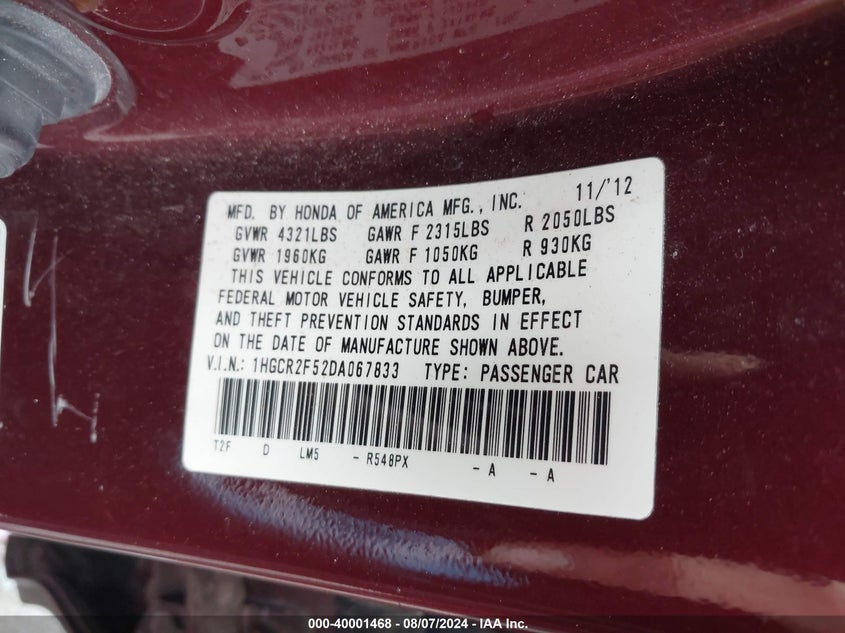 MFD. BY HONDA OF AMERICA MFG., INC. 11/'12
GVWR 4321LBS GAWR F 2315LBS R 2050LBS
GVWR 1960KG GAWR F 1050KG R 930KG
THIS VEHICLE CONFORMS TO ALL APPLICABLE
FEDERAL MOTOR VEHICLE SAFETY, BUMPER,
AND THEFT PREVENTION STANDARDS IN EFFECT
ON THE DATE OF MANUFACTURE SHOWN ABOVE.
V.I.N.: 1HGCR2F52DA067833 TYPE: PASSENGER CAR
T2F D LM5 - R548PX - A - A
000-40001468 - 08/07/2024 - IAA Inc.